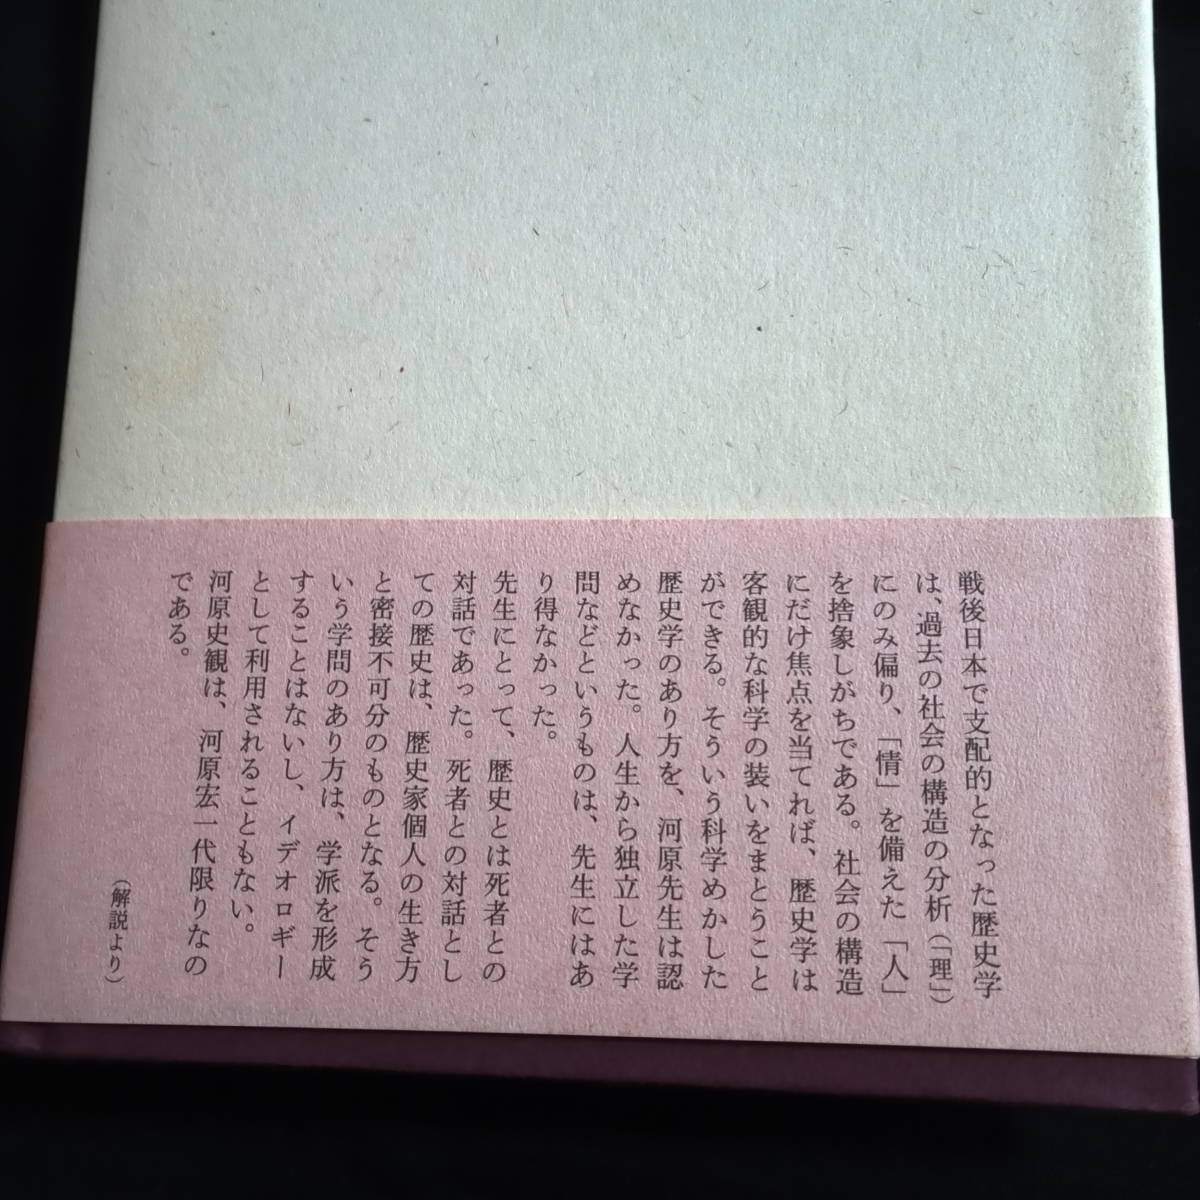 戦後日本で支配的となった歴史学
は、過去の社会の構造の分析(「理」)
にのみ偏り、「情」を備えた「人」
を捨象しがちである。社会の構造
にだけ焦点を当てれば、歴史学は
客観的な科学の装いをまとうこと
ができる。そういう科学めかした
歴史学のあり方を、河原先生は認
めなかった。人生から独立した学
問などというものは、先生にはあ
り得なかった。
先生にとって、歴史とは死者との
対話であった。死者との対話とし
ての歴史は、歴史家個人の生き方
と密接不可分のものとなる。そう
いう学問のあり方は、学派を形成
することはないし、イデオロギー
として利用されることもない。
河原史観は、河原宏一代限りなの
である。
(解説より)